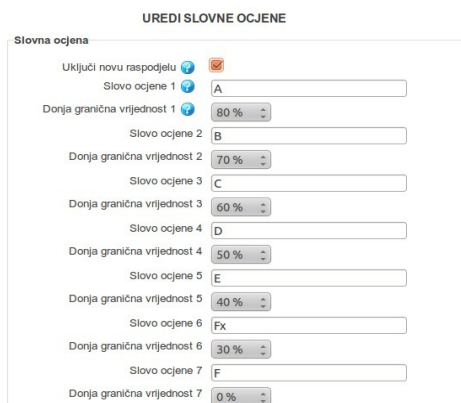 UREDI SLOVNE OCJENE
Slovna ocjena
Uključi novu raspodjelu ?
Slovo ocjene 1 ? A
Donja granična vrijednost 1 ? 80 %
Slovo ocjene 2 B
Donja granična vrijednost 2 70 %
Slovo ocjene 3 C
Donja granična vrijednost 3 60 %
Slovo ocjene 4 D
Donja granična vrijednost 4 50 %
Slovo ocjene 5 E
Donja granična vrijednost 5 40 %
Slovo ocjene 6 Fx
Donja granična vrijednost 6 30 %
Slovo ocjene 7 F
Donja granična vrijednost 7 0 %